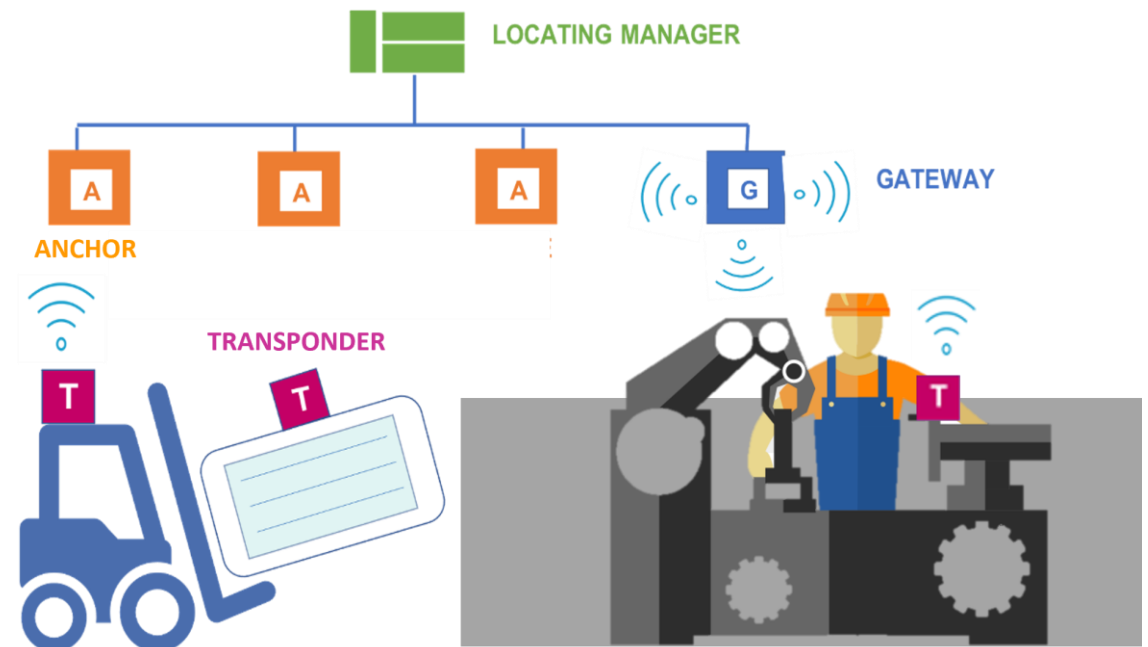 LOCATING MANAGER
A
A
A
G
GATEWAY
ANCHOR
TRANSPONDER
T
T
T